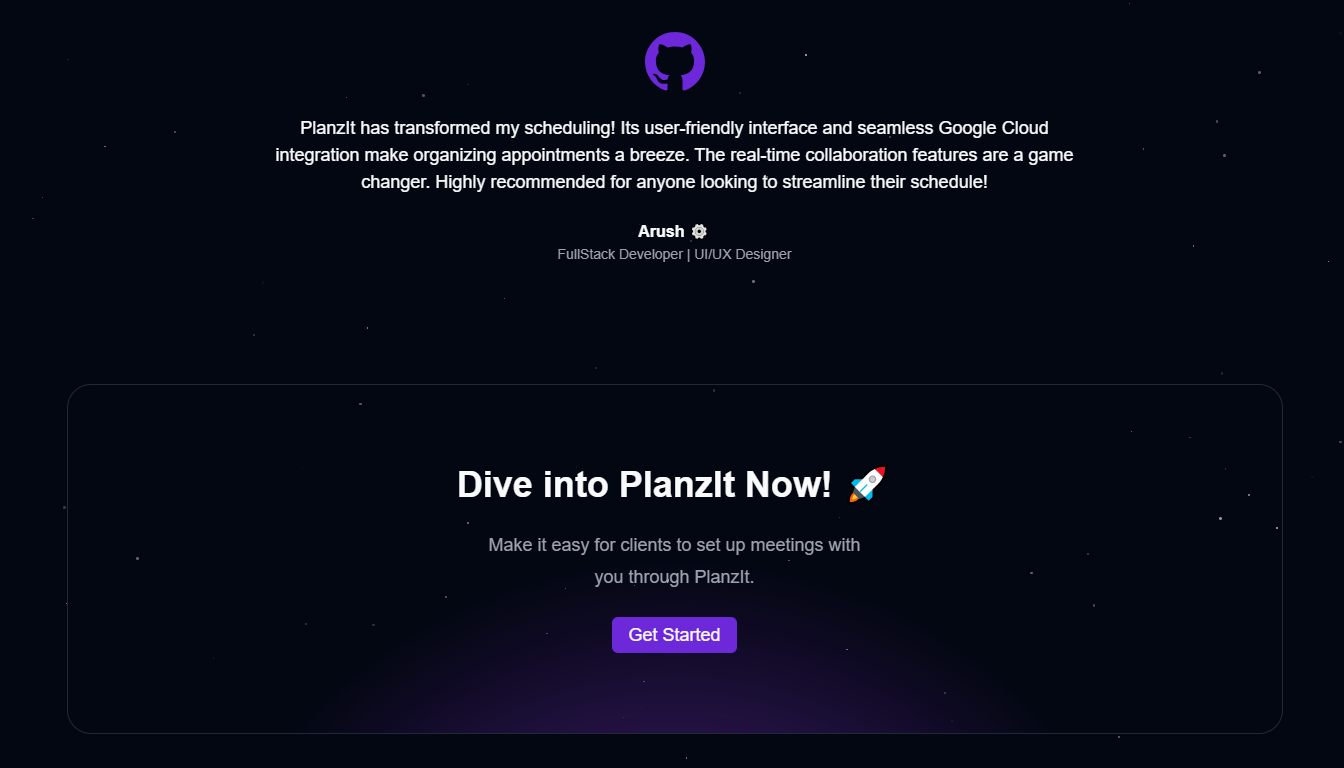 PlanzIt has transformed my scheduling! Its user-friendly interface and seamless Google Cloud
integration make organizing appointments a breeze. The real-time collaboration features are a game
changer. Highly recommended for anyone looking to streamline their schedule!
Arush ⚙️
FullStack Developer | UI/UX Designer
Dive into PlanzIt Now! 🚀
Make it easy for clients to set up meetings with
you through PlanzIt.
Get Started